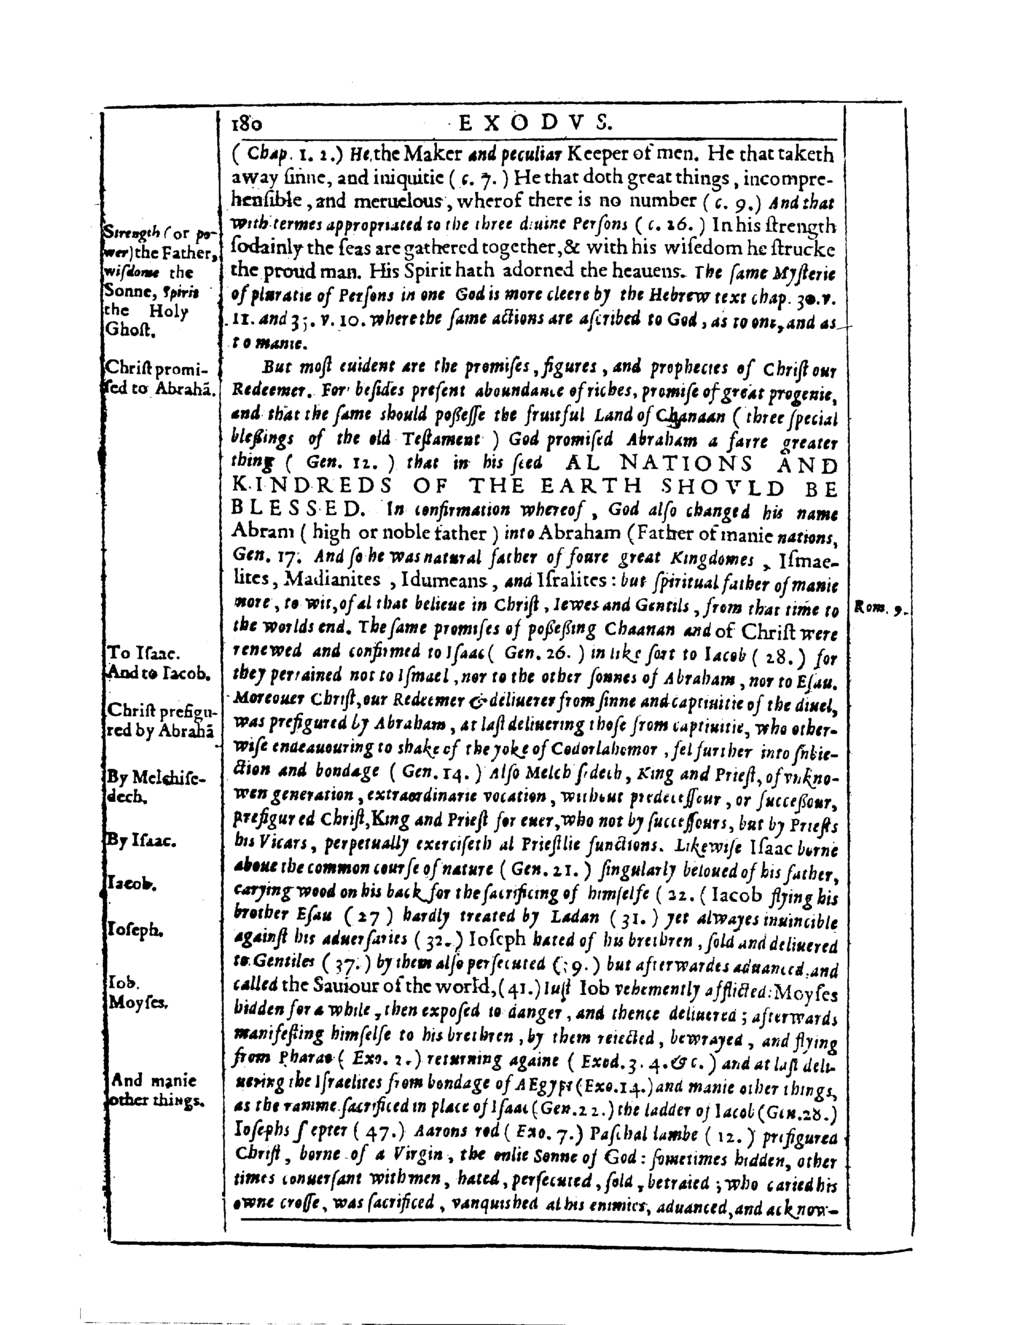 180 EXODVS.
( Chap. 1. 2.) He, the Maker and peculiar Keeper of men. He that taketh
away sinne, and iniquitie ( c. 7. ) He that doth great things, incompre-
hensible, and meruelous, wherof there is no number ( c. 9.) And that
with termes appropriated to the three diuine Persons ( c. 26. ) In his strength
sodainly the seas are gathered together, & with his wisedom he strucke
the proud man. His Spirit hath adorned the heauens. The same Mysterie
of pluratie of Persons in one God is more cleere by the Hebrew text chap. 30. v.
11. and 35. v. 10. where the same actions are ascribed to God, as to one, and as
to manie.
Strength (or po-
wer) the Father,
wisdome the
Sonne, Spirit
the Holy
Ghost.
But most euident are the promises, figures, and prophecies of Christ our
Redeemer. For besides present aboundance of riches, promise of great progenie,
and that the same should possesse the fruitful Land of Chanaan ( three special
blessings of the old Testament ) God promised Abraham a farre greater
thing ( Gen. 12. ) that in his seed AL NATIONS AND
KINDREDS OF THE EARTH SHOVLD BE
BLESSED. In confirmation whereof, God also changed his name
Abram ( high or noble father ) into Abraham (Father of manie nations,
Gen. 17. And so he was natural father of foure great Kingdomes, Ismae-
lites, Madianites, Idumeans, and Israelites : but spiritual father of manie
more, to wit, of al that belieue in Christ, Iewes and Gentils, from that time to
the worlds end. The same promises of possessing Chaanan and of Christ were
renewed and confirmed to Isaac ( Gen. 26. ) in like sort to Iacob ( 28. ) for
they pertained not to Ismael, nor to the other sonnes of Abraham, nor to Esau.
Christ promi-
sed to Abrahā.
Rom. 9.
To Isaac.
And to Iacob.
Moreouer Christ, our Redeemer & deliuerer from sinne and captiuitie of the diuel,
was prefigured by Abraham, at last deliuering those from captiuitie, who other-
wise endeauouring to shake of the yoke of Codorlahomor, fel further into subie-
ction and bondage ( Gen. 14. ) Also Melchisedech, King and Priest, of vnkno-
wen generation, extraordinarie vocation, without predecessour, or successour,
prefigured Christ, King and Priest for euer, who not by successours, but by Priests
his Vicars, perpetually exerciseth al Priestlie functions. Likewise Isaac borne
aboue the common course of nature ( Gen. 21. ) singularly beloued of his father,
carying wood on his back for the sacrificing of himselfe ( 22. ( Iacob flying his
brother Esau ( 27 ) hardly treated by Laban ( 31. ) yet alwayes inuincible
against his aduersaries ( 32. ) Ioseph hated of his brethren, sold and deliuered
to Gentiles ( 37. ) by them also persecuted ( 39. ) but afterwardes aduanced, and
called the Sauiour of the world, ( 41. ) Iust Iob vehemently afflicted: Moyses
hidden for a while, then exposed to danger, and thence deliuered ; afterwards
manifesting himselfe to his brethren, by them reiected, bewrayed, and flying
from Pharao ( Exo. 2. ) returning againe ( Exod. 3. 4. &c. ) and at last deli-
uering the Israelites from bondage of AEgypt (Exo. 14.) and manie other things,
as the ramme sacrificed in place of Isaac (Gen. 22. ) the ladder of Iacob (Gen. 28.)
Iosephs scepter ( 47. ) Aarons rod ( Exo. 7. ) Paschal lambe ( 12. ) prefigured
Christ, borne of a Virgin, the onlie Sonne of God : sometimes hidden, other
times conuersant with men, hated, persecuted, sold, betraied ; who caried his
owne crosse, was sacrificed, vanquished al his enimies, aduanced, and acknow-
Christ prefigu-
red by Abrahā
By Melchise-
dech.
By Isaac.
Iacob.
Ioseph.
Iob.
Moyses.
And manie
other things.